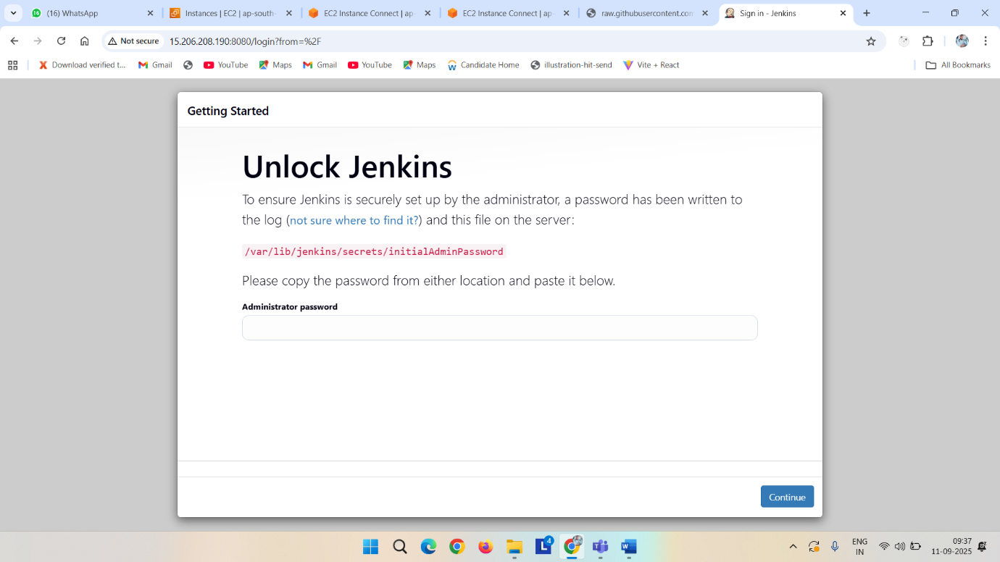 (16) WhatsApp
Instances | EC2 | ap-south-
EC2 Instance Connect | ap-
EC2 Instance Connect | ap-
raw.githubusercontent.con
Sign in - Jenkins
Not secure
15.206.208.190:8080/login?from=%2F
Download verified t...
Gmail
YouTube
Maps
Gmail
YouTube
Maps
Candidate Home
illustration-hit-send
Vite + React
All Bookmarks
Getting Started
Unlock Jenkins
To ensure Jenkins is securely set up by the administrator, a password has been written to
the log (not sure where to find it?) and this file on the server:
/var/lib/jenkins/secrets/initialAdminPassword
Please copy the password from either location and paste it below.
Administrator password
Continue
4
ENG
IN
09:37
11-09-2025